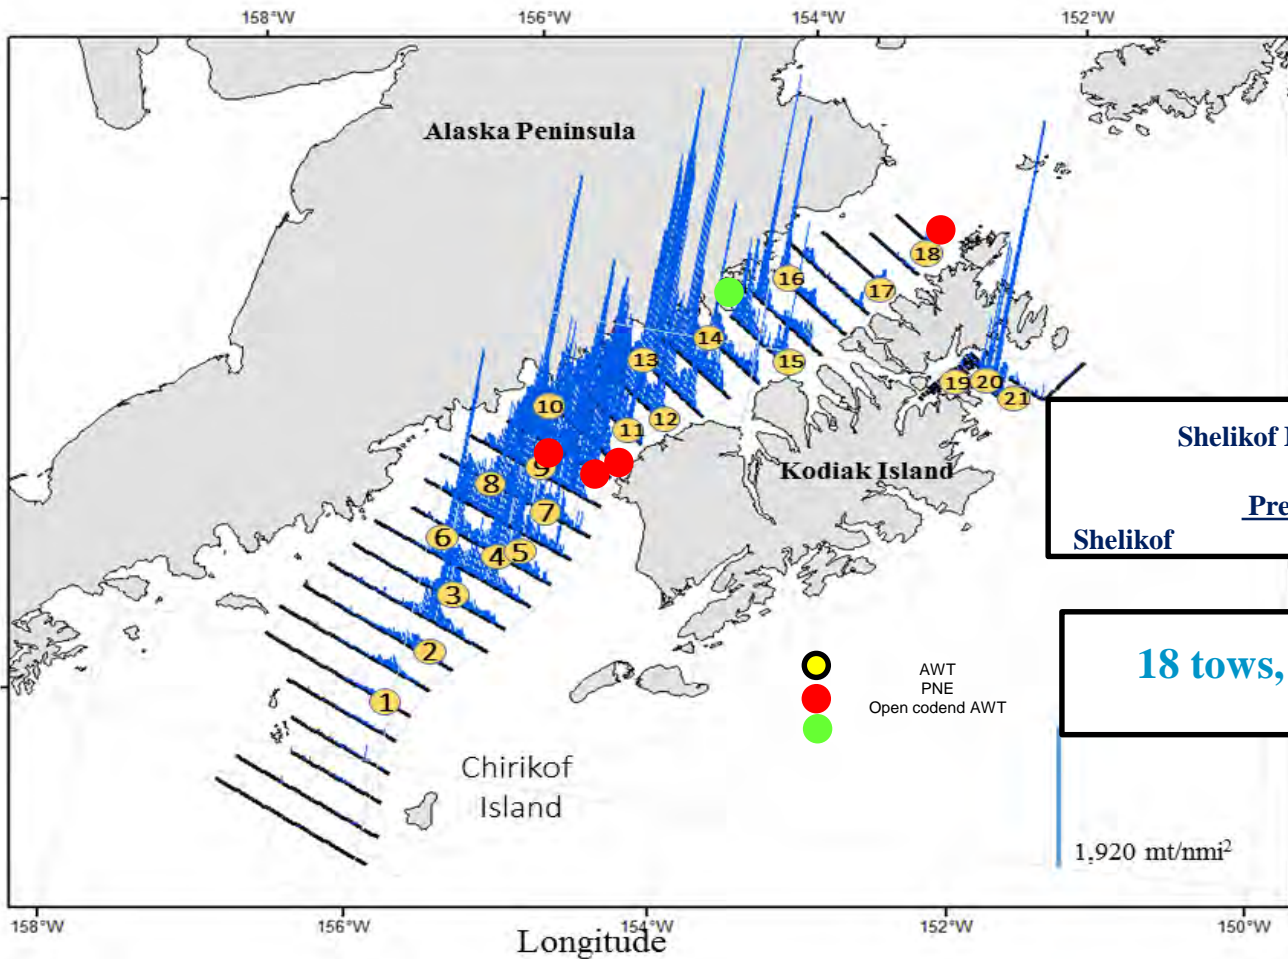 158°W 156°W 154°W 152°W
Alaska Peninsula
18
16
17
14
13
15
19 20
21
10
12
11
Kodiak Island
9
8
7
6
4 5
3
2
1
Shelikof
Pre
Shelikof
AWT
PNE
Open codend AWT
18 tows,
Chirikof
Island
1,920 mt/nmi²
158°W 156°W 154°W 152°W 150°W
Longitude